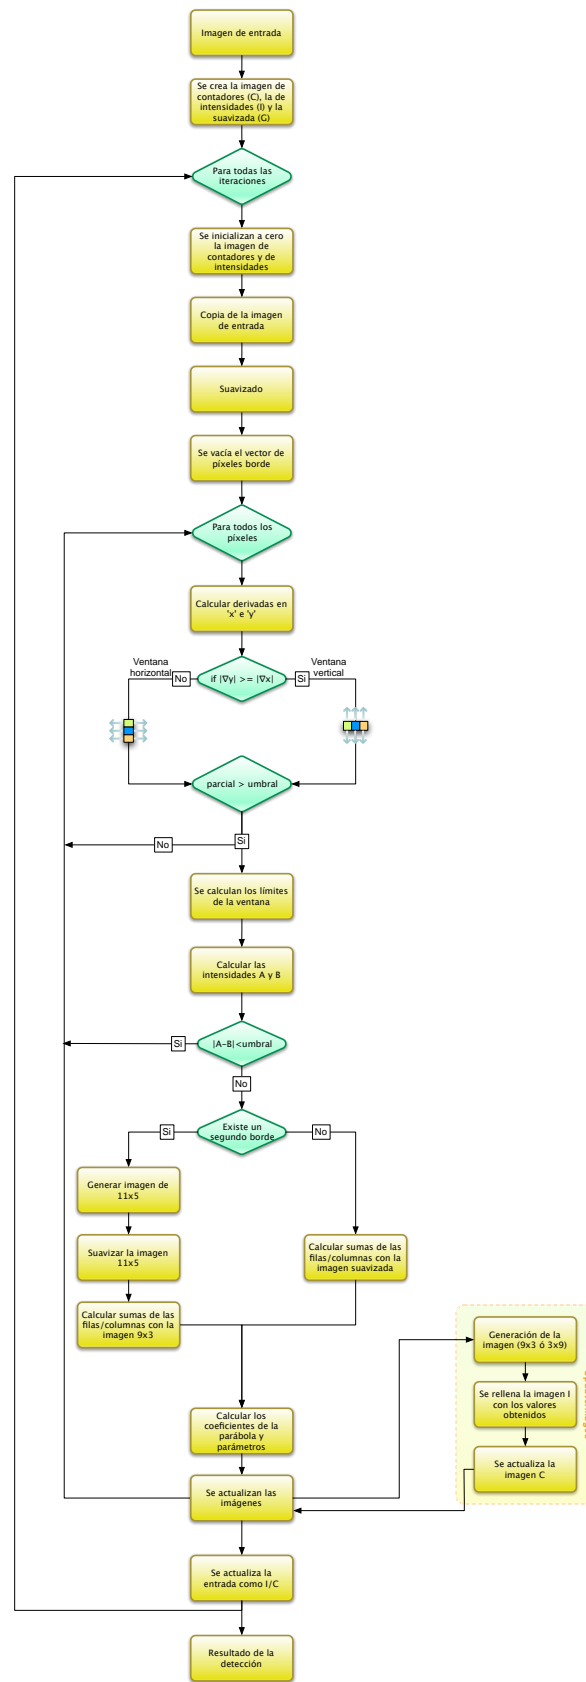 Imagen de entrada
Se crea la imagen de
contadores (C), la de
intensidades (I) y la
suavizada (G)
Para todas las
iteraciones
Se inicializan a cero
la imagen de
contadores y de
intensidades
Copia de la imagen
de entrada
Suavizado
Se vacía el vector de
píxeles borde
Para todos los
píxeles
Calcular derivadas en
'x' e 'y'
Ventana
horizontal
No
if |∇y| >= |∇x|
Si
Ventana
vertical
parcial > umbral
Si
No
Se calculan los límites
de la ventana
Calcular las
intensidades A y B
Si
|A-B|<umbral
No
Si
Existe un
segundo borde
No
Generar imagen de
11x5
Suavizar la imagen
11x5
Calcular sumas de las
filas/columnas con la
imagen suavizada
Calcular sumas de las
filas/columnas con la
imagen 9x3
Generación de la
imagen (9x3 ó 3x9)
Se rellena la imagen I
con los valores
obtenidos
Se actualiza la
imagen C
Calcular los
coeficientes de la
parábola y
parámetros
Se actualizan las
imágenes
Se actualiza la
entrada como I/C
Resultado de la
detección